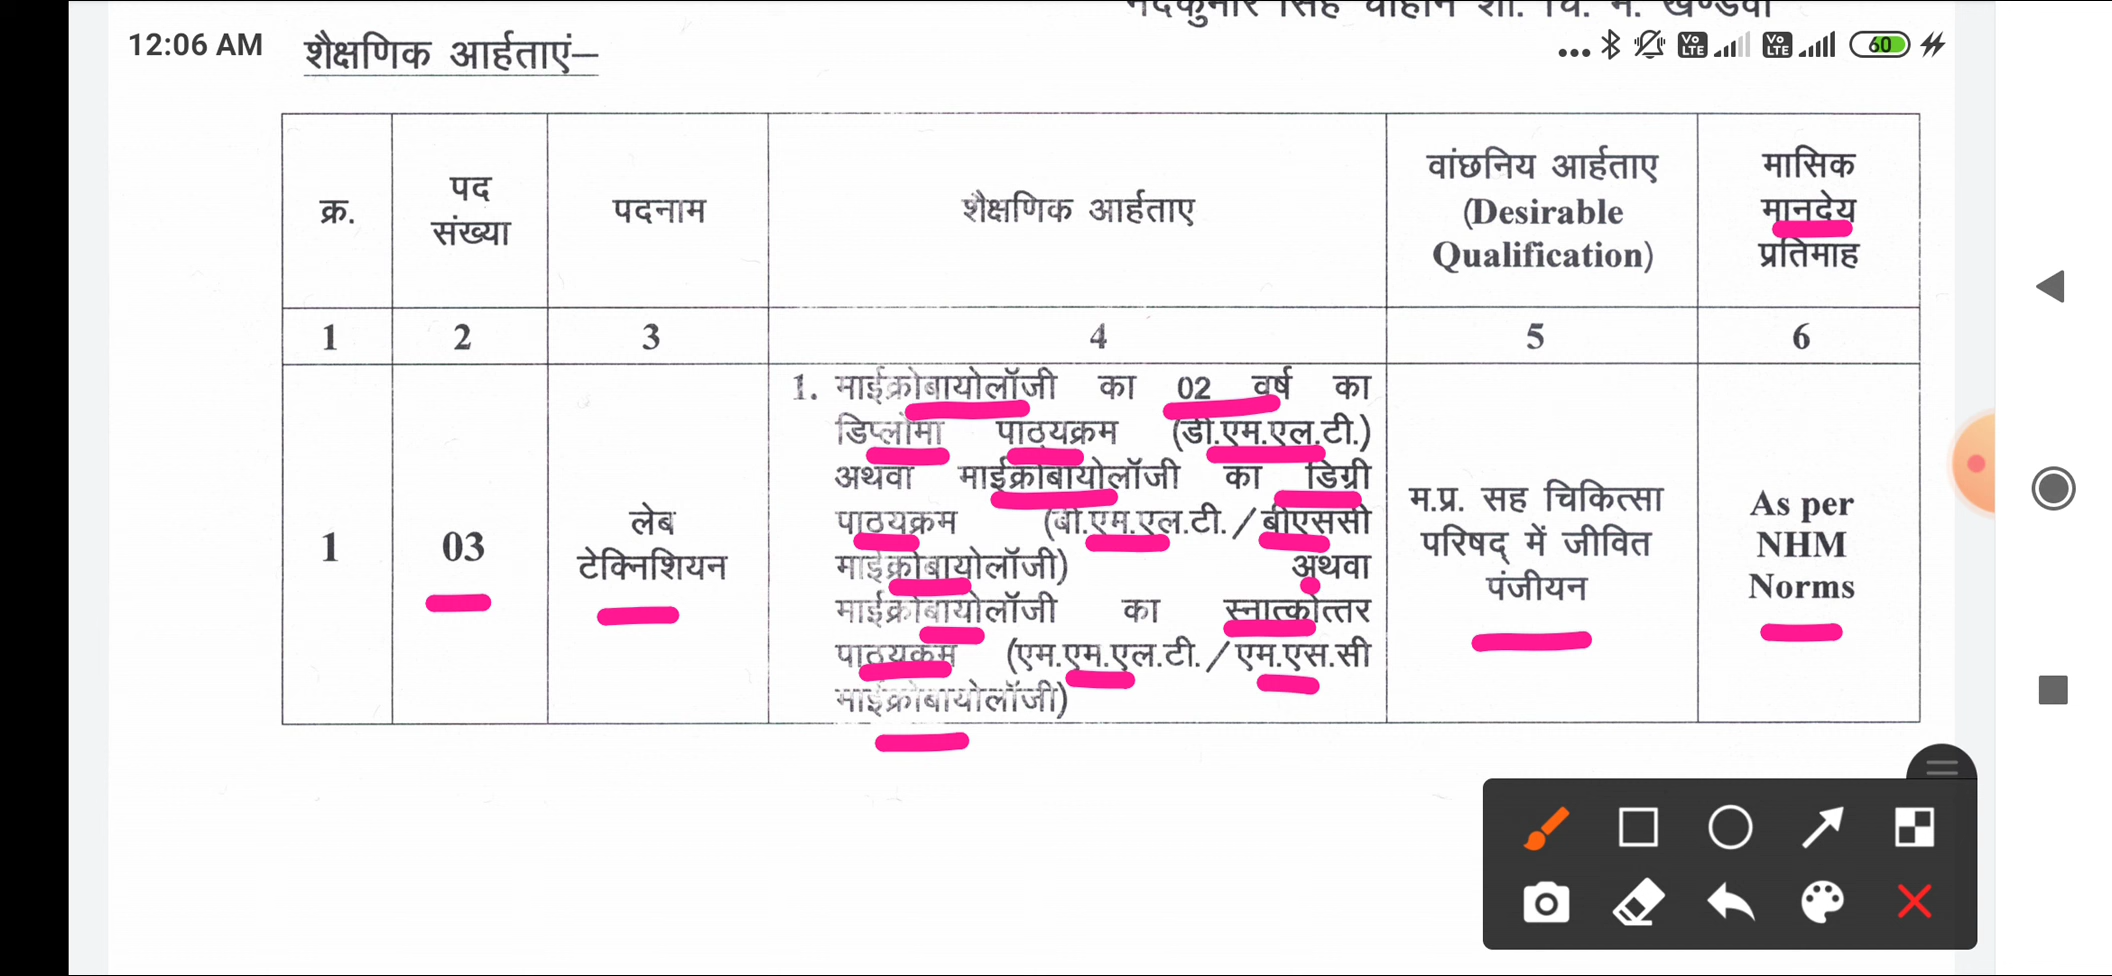 12:06 AM
60
शैक्षणिक आर्हताएं–
क्र.
पद
संख्या
पदनाम
शैक्षणिक आर्हताए
वांछनिय आर्हताए
(Desirable
Qualification)
मासिक
मानदेय
प्रतिमाह
1
2
3
4
5
6
1
03
लेब
टेक्निशियन
1. माईक्रोबायोलॉजी का 02 वर्ष का
डिप्लोमा पाठ्यक्रम (डी.एम.एल.टी.)
अथवा माईक्रोबायोलॉजी का डिग्री
पाठ्यक्रम (बी.एम.एल.टी./बीएससी
माईक्रोबायोलॉजी) अथवा
माईक्रोबायोलॉजी का स्नात्कोत्तर
पाठ्यक्रम (एम.एम.एल.टी./एम.एस.सी
माईक्रोबायोलॉजी)
म.प्र. सह चिकित्सा
परिषद् में जीवित
पंजीयन
As per
NHM
Norms